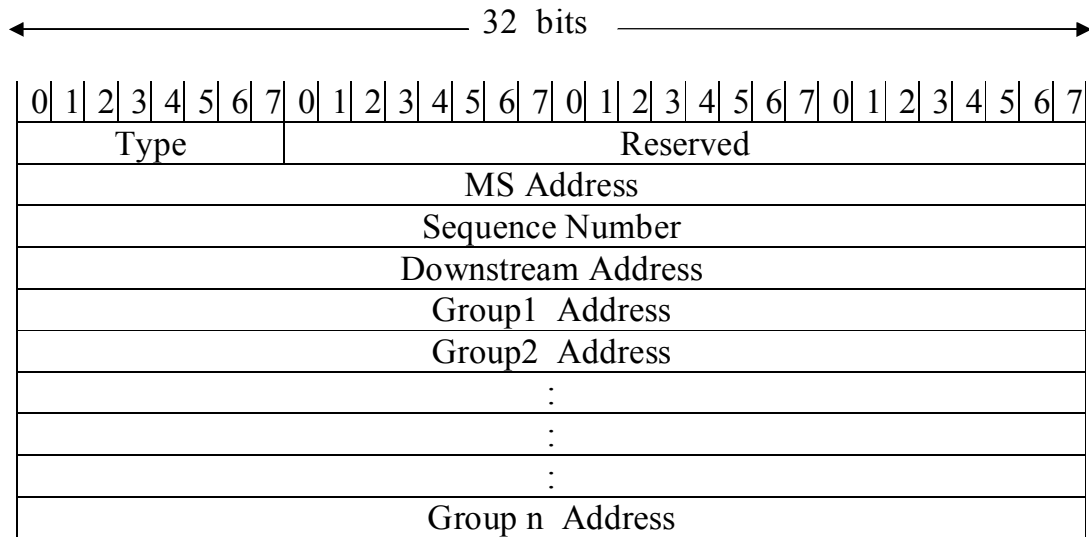 32 bits
0 1 2 3 4 5 6 7 0 1 2 3 4 5 6 7 0 1 2 3 4 5 6 7 0 1 2 3 4 5 6 7
Type Reserved
MS Address
Sequence Number
Downstream Address
Group1 Address
Group2 Address
:
:
:
Group n Address